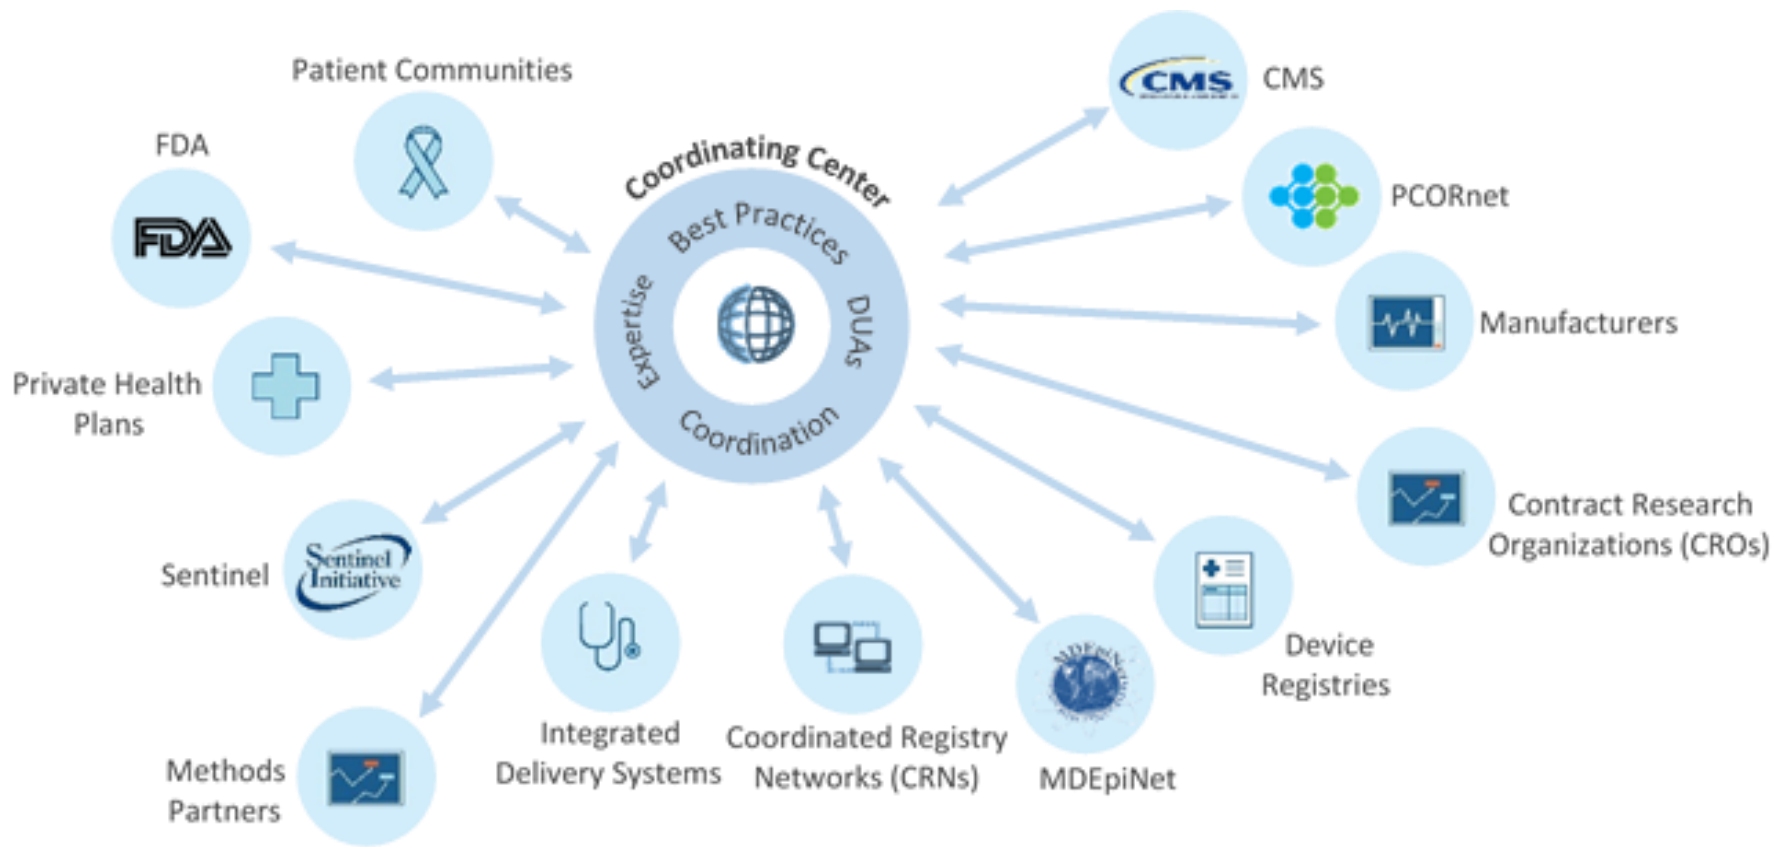 Patient Communities
FDA
FDA
Private Health
Plans
Sentinel
Sentinel
Initiative
Methods
Partners
Integrated
Delivery Systems
Coordinated Registry
Networks (CRNs)
MDEpiNet
MDEpiNet
Device
Registries
Contract Research
Organizations (CROs)
Manufacturers
PCORnet
CMS
CMS
Coordinating Center
Best Practices
DUAs
Coordination
Expertise